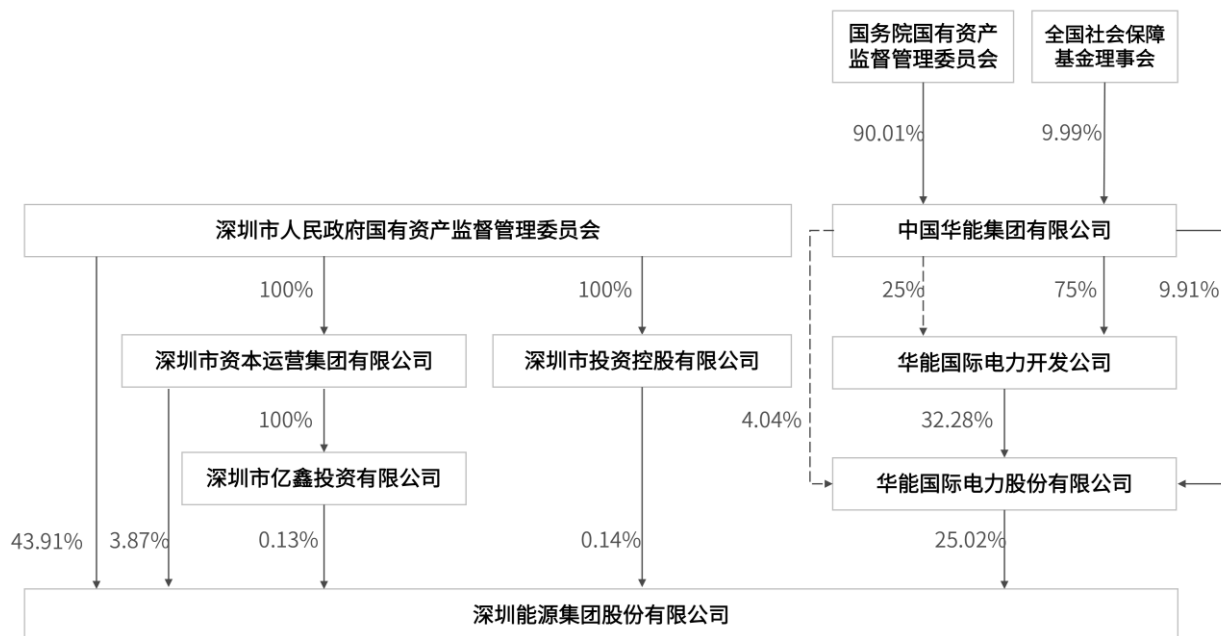 国务院国有资产
监督管理委员会
全国社会保障
基金理事会
90.01%
9.99%
深圳市人民政府国有资产监督管理委员会
中国华能集团有限公司
100%
100%
25%
75%
9.91%
深圳市资本运营集团有限公司
深圳市投资控股有限公司
华能国际电力开发公司
100%
4.04%
32.28%
深圳市亿鑫投资有限公司
华能国际电力股份有限公司
43.91%
3.87%
0.13%
0.14%
25.02%
深圳能源集团股份有限公司